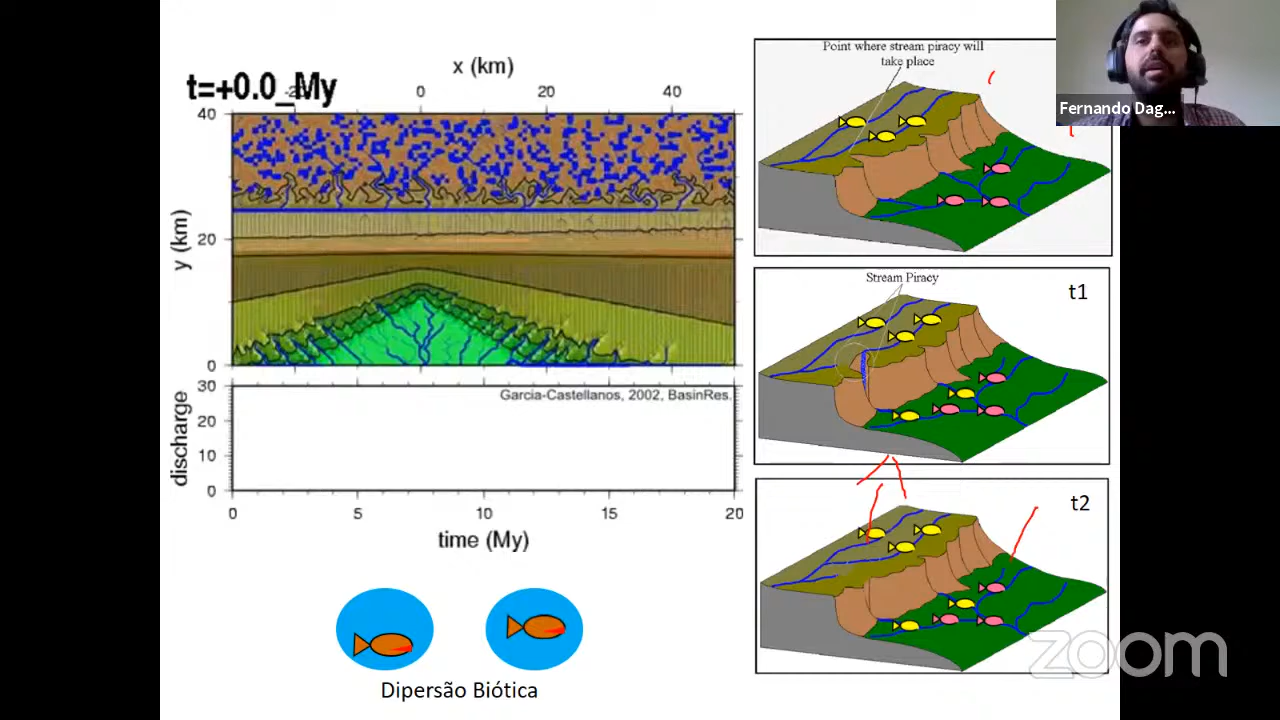 x (km)
t=+0.0_My
-20
0
20
40
40
20
0
y (km)
Garcia-Castellanos, 2002, BasinRes.
30
20
10
0
discharge
0
5
10
15
20
time (My)
Dipersão Biótica
Point where stream piracy will
take place
Stream Piracy
t1
t2
Fernando Dag...
zoom